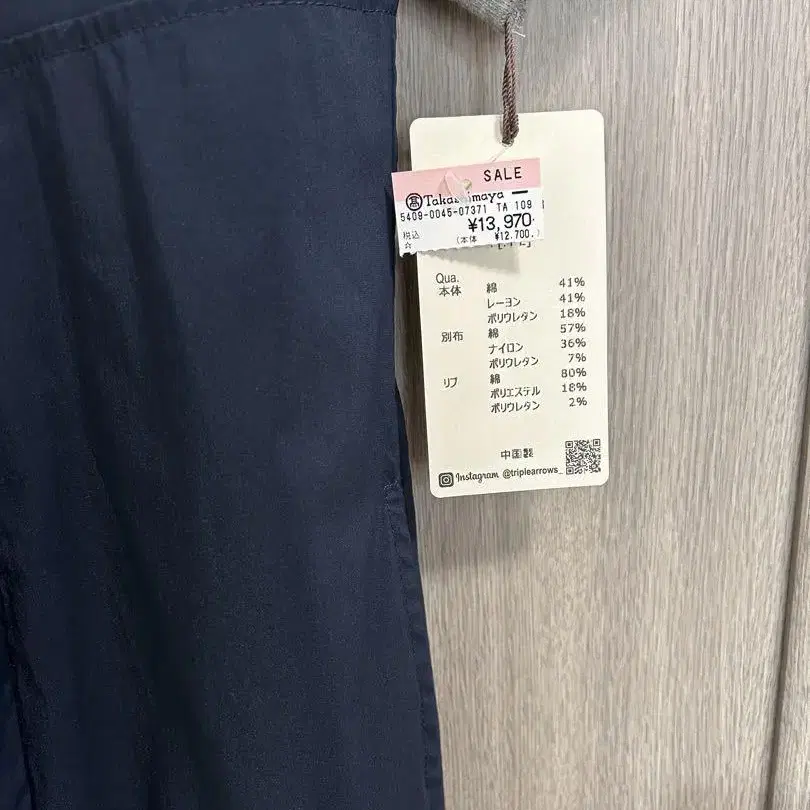 SALE
髙 Takashimaya
5409-0045-07371 TA 109
税込 ¥13,970.
☆ (本体 ¥12,700.)
Qua.
本体 綿 41%
レーヨン 41%
ポリウレタン 18%
別布 綿 57%
ナイロン 36%
ポリウレタン 7%
リブ 綿 80%
ポリエステル 18%
ポリウレタン 2%
中国製
Instagram @triplearrows_